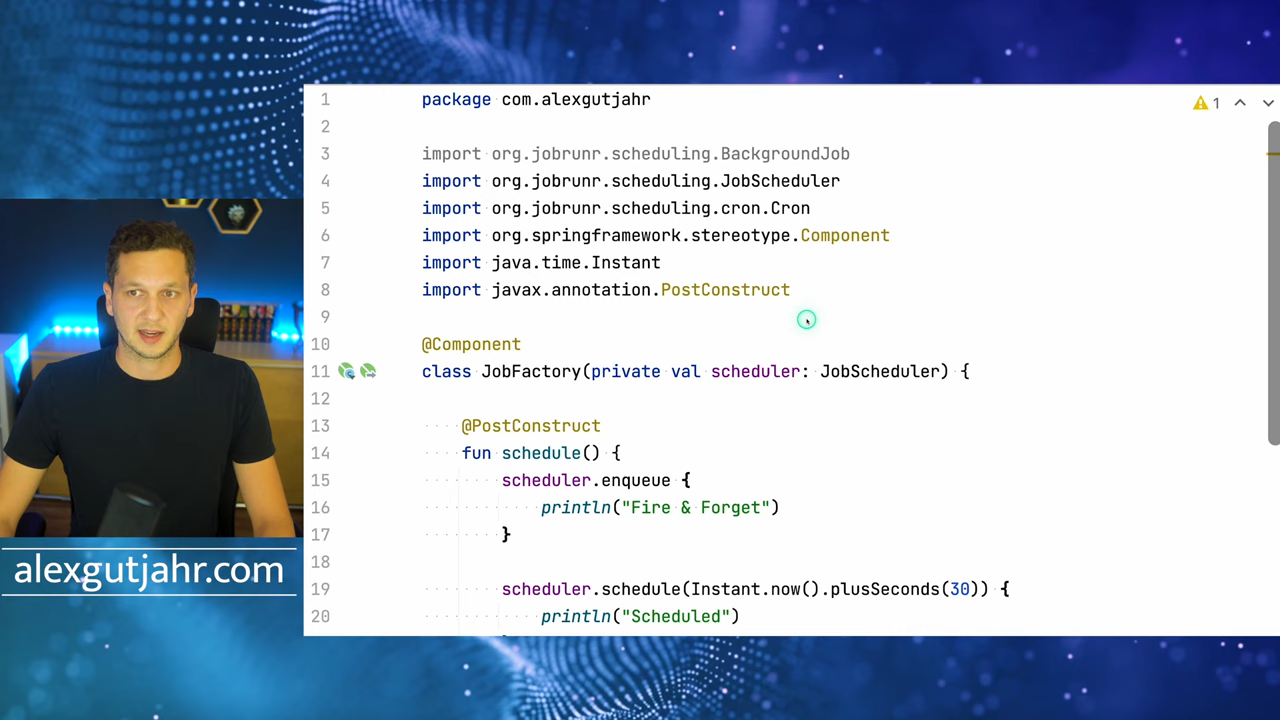 1 package com.alexgutjahr
2
3 import org.jobrunr.scheduling.BackgroundJob
4 import org.jobrunr.scheduling.JobScheduler
5 import org.jobrunr.scheduling.cron.Cron
6 import org.springframework.stereotype.Component
7 import java.time.Instant
8 import javax.annotation.PostConstruct
9
10 @Component
11 class JobFactory(private val scheduler: JobScheduler) {
12
13 @PostConstruct
14 fun schedule() {
15 scheduler.enqueue {
16 println("Fire & Forget")
17 }
18
19 scheduler.schedule(Instant.now().plusSeconds(30)) {
20 println("Scheduled")
1
alexgutjahr.com